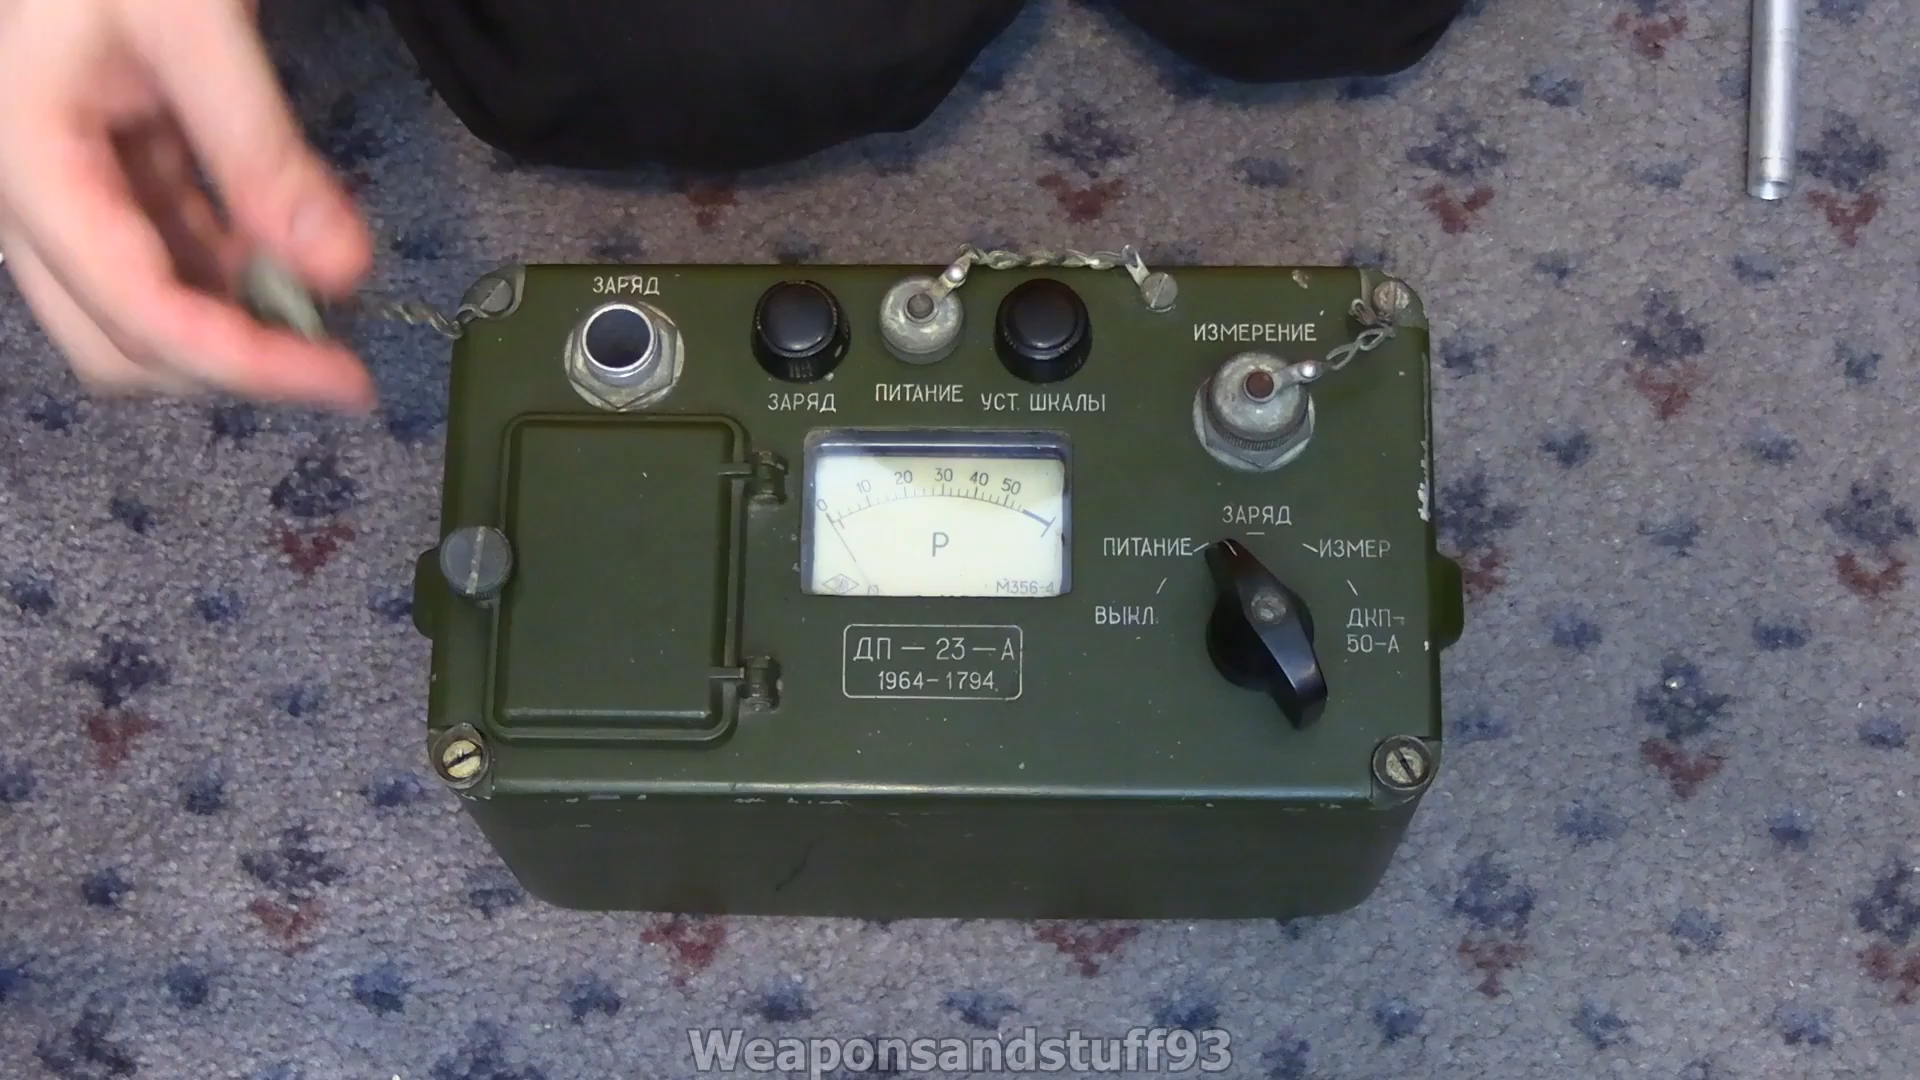 ЗАРЯД
ЗАРЯД
ПИТАНИЕ
УСТ. ШКАЛЫ
ИЗМЕРЕНИЕ
0 10 20 30 40 50
Р
М356-4
ЗАРЯД
ПИТАНИЕ
ИЗМЕР
ВЫКЛ.
ДКП-
50-А
ДП — 23 — А
1964-1794
Weaponsandstuff93